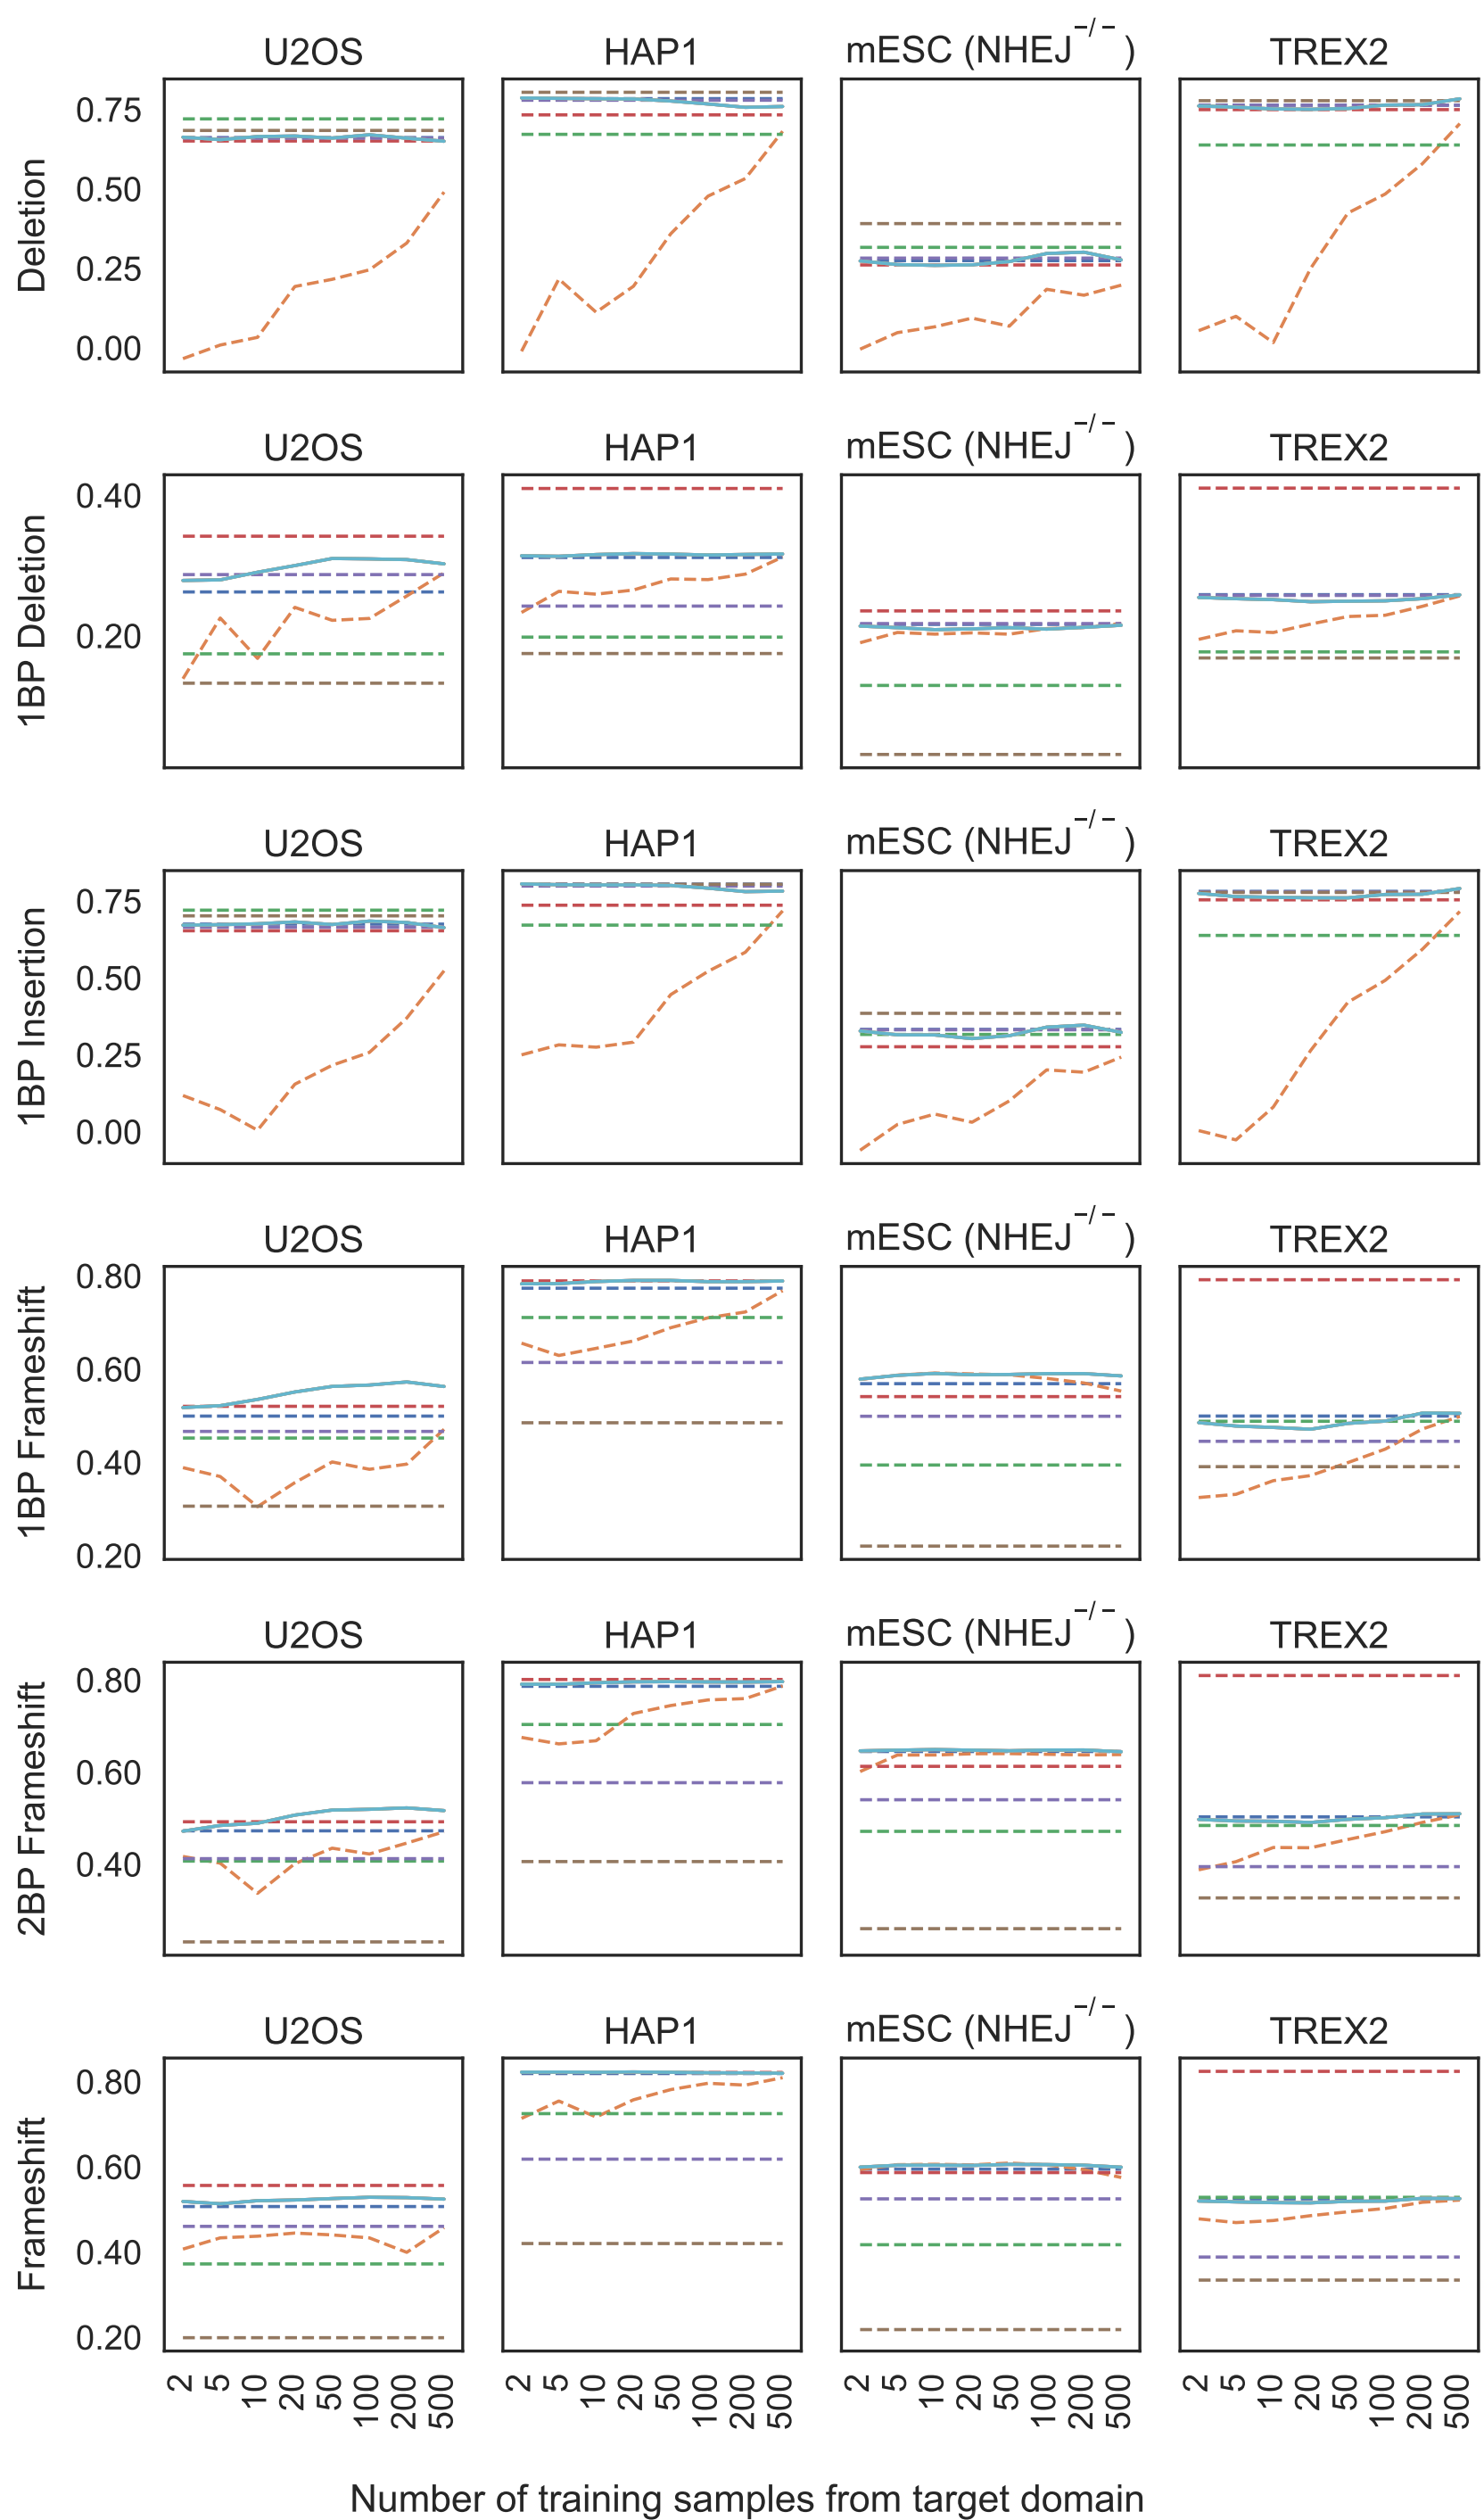 U2OS HAP1 mESC (NHEJ−/−) TREX2
Deletion
0.75
0.50
0.25
0.00
U2OS HAP1 mESC (NHEJ−/−) TREX2
1BP Deletion
0.40
0.20
U2OS HAP1 mESC (NHEJ−/−) TREX2
1BP Insertion
0.75
0.50
0.25
0.00
U2OS HAP1 mESC (NHEJ−/−) TREX2
1BP Frameshift
0.80
0.60
0.40
0.20
U2OS HAP1 mESC (NHEJ−/−) TREX2
2BP Frameshift
0.80
0.60
0.40
U2OS HAP1 mESC (NHEJ−/−) TREX2
Frameshift
0.80
0.60
0.40
0.20
2 5 10 20 50 100 200 500 2 5 10 20 50 100 200 500 2 5 10 20 50 100 200 500 2 5 10 20 50 100 200 500
Number of training samples from target domain